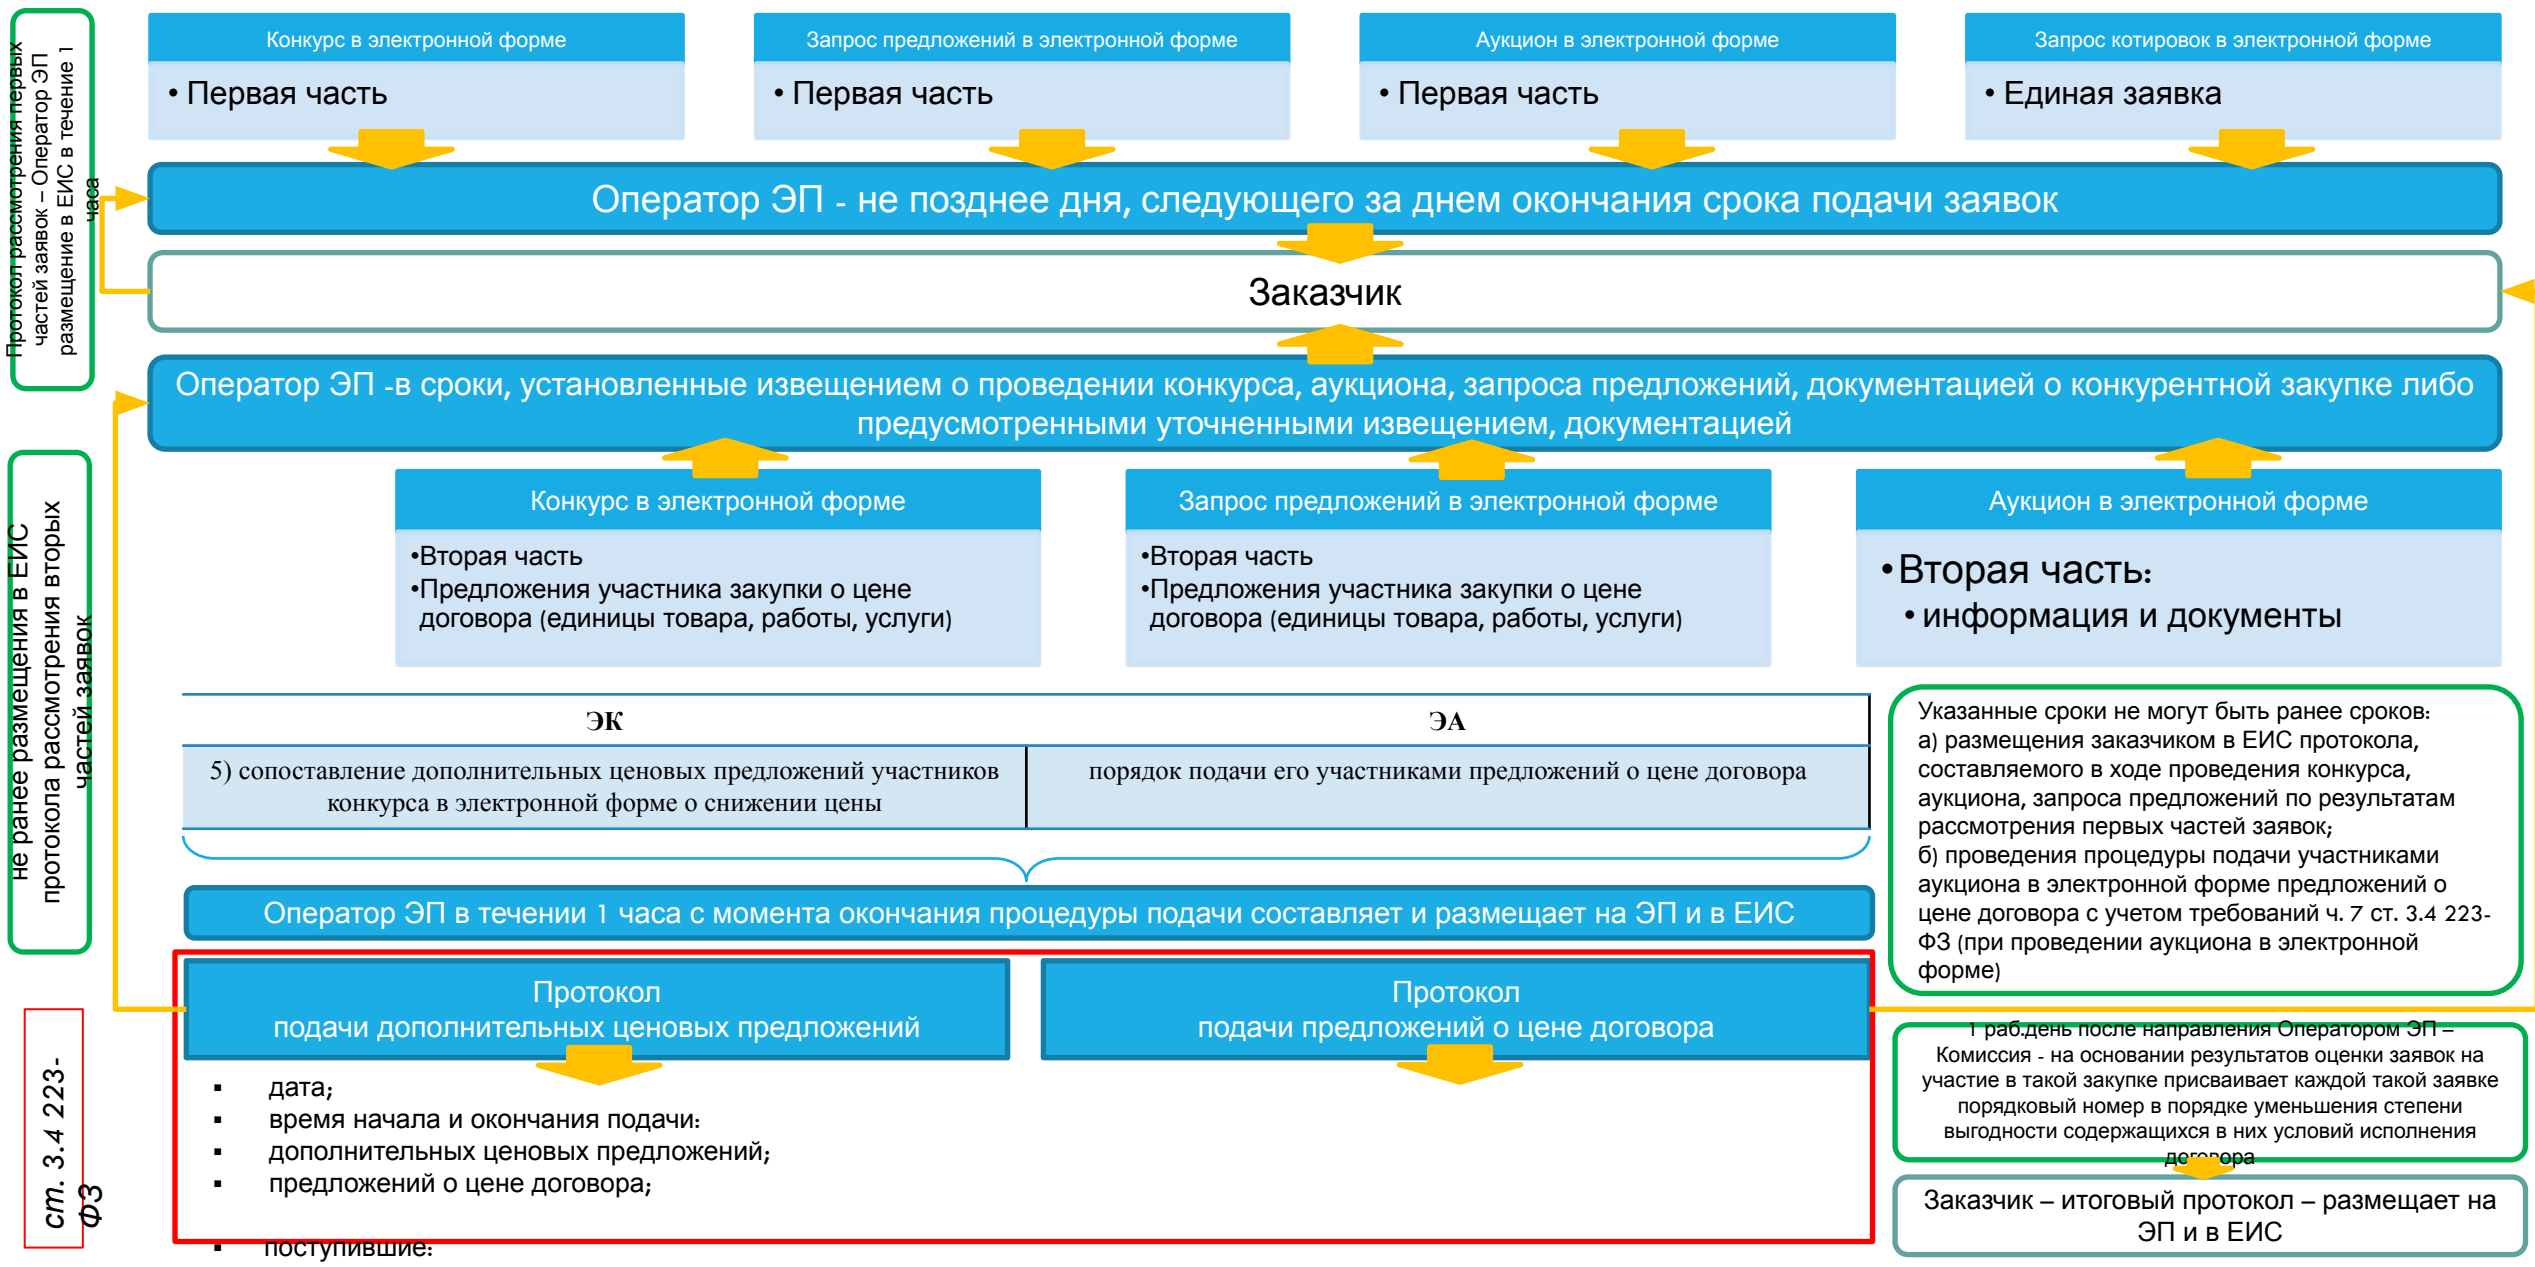 Протокол рассмотрения первых
частей заявок – Оператор ЭП
размещение в ЕИС в течение 1
часа
Конкурс в электронной форме
• Первая часть
Запрос предложений в электронной форме
• Первая часть
Аукцион в электронной форме
• Первая часть
Запрос котировок в электронной форме
• Единая заявка
Оператор ЭП - не позднее дня, следующего за днем окончания срока подачи заявок
Заказчик
Оператор ЭП -в сроки, установленные извещением о проведении конкурса, аукциона, запроса предложений, документацией о конкурентной закупке либо
предусмотренными уточненными извещением, документацией
не ранее размещения в ЕИС
протокола рассмотрения вторых
частей заявок
Конкурс в электронной форме
•Вторая часть
•Предложения участника закупки о цене
договора (единицы товара, работы, услуги)
Запрос предложений в электронной форме
•Вторая часть
•Предложения участника закупки о цене
договора (единицы товара, работы, услуги)
Аукцион в электронной форме
•Вторая часть:
• информация и документы
ЭК
ЭА
5) сопоставление дополнительных ценовых предложений участников
конкурса в электронной форме о снижении цены
порядок подачи его участниками предложений о цене договора
Указанные сроки не могут быть ранее сроков:
а) размещения заказчиком в ЕИС протокола,
составляемого в ходе проведения конкурса,
аукциона, запроса предложений по результатам
рассмотрения первых частей заявок;
б) проведения процедуры подачи участниками
аукциона в электронной форме предложений о
цене договора с учетом требований ч. 7 ст. 3.4 223-
ФЗ (при проведении аукциона в электронной
форме)
Оператор ЭП в течении 1 часа с момента окончания процедуры подачи составляет и размещает на ЭП и в ЕИС
Протокол
подачи дополнительных ценовых предложений
Протокол
подачи предложений о цене договора
ст. 3.4 223-
ФЗ
▪ дата;
▪ время начала и окончания подачи:
▪ дополнительных ценовых предложений;
▪ предложений о цене договора;
▪ поступившие:
1 раб.день после направления Оператором ЭП –
Комиссия - на основании результатов оценки заявок на
участие в такой закупке присваивает каждой такой заявке
порядковый номер в порядке уменьшения степени
выгодности содержащихся в них условий исполнения
договора
Заказчик – итоговый протокол – размещает на
ЭП и в ЕИС